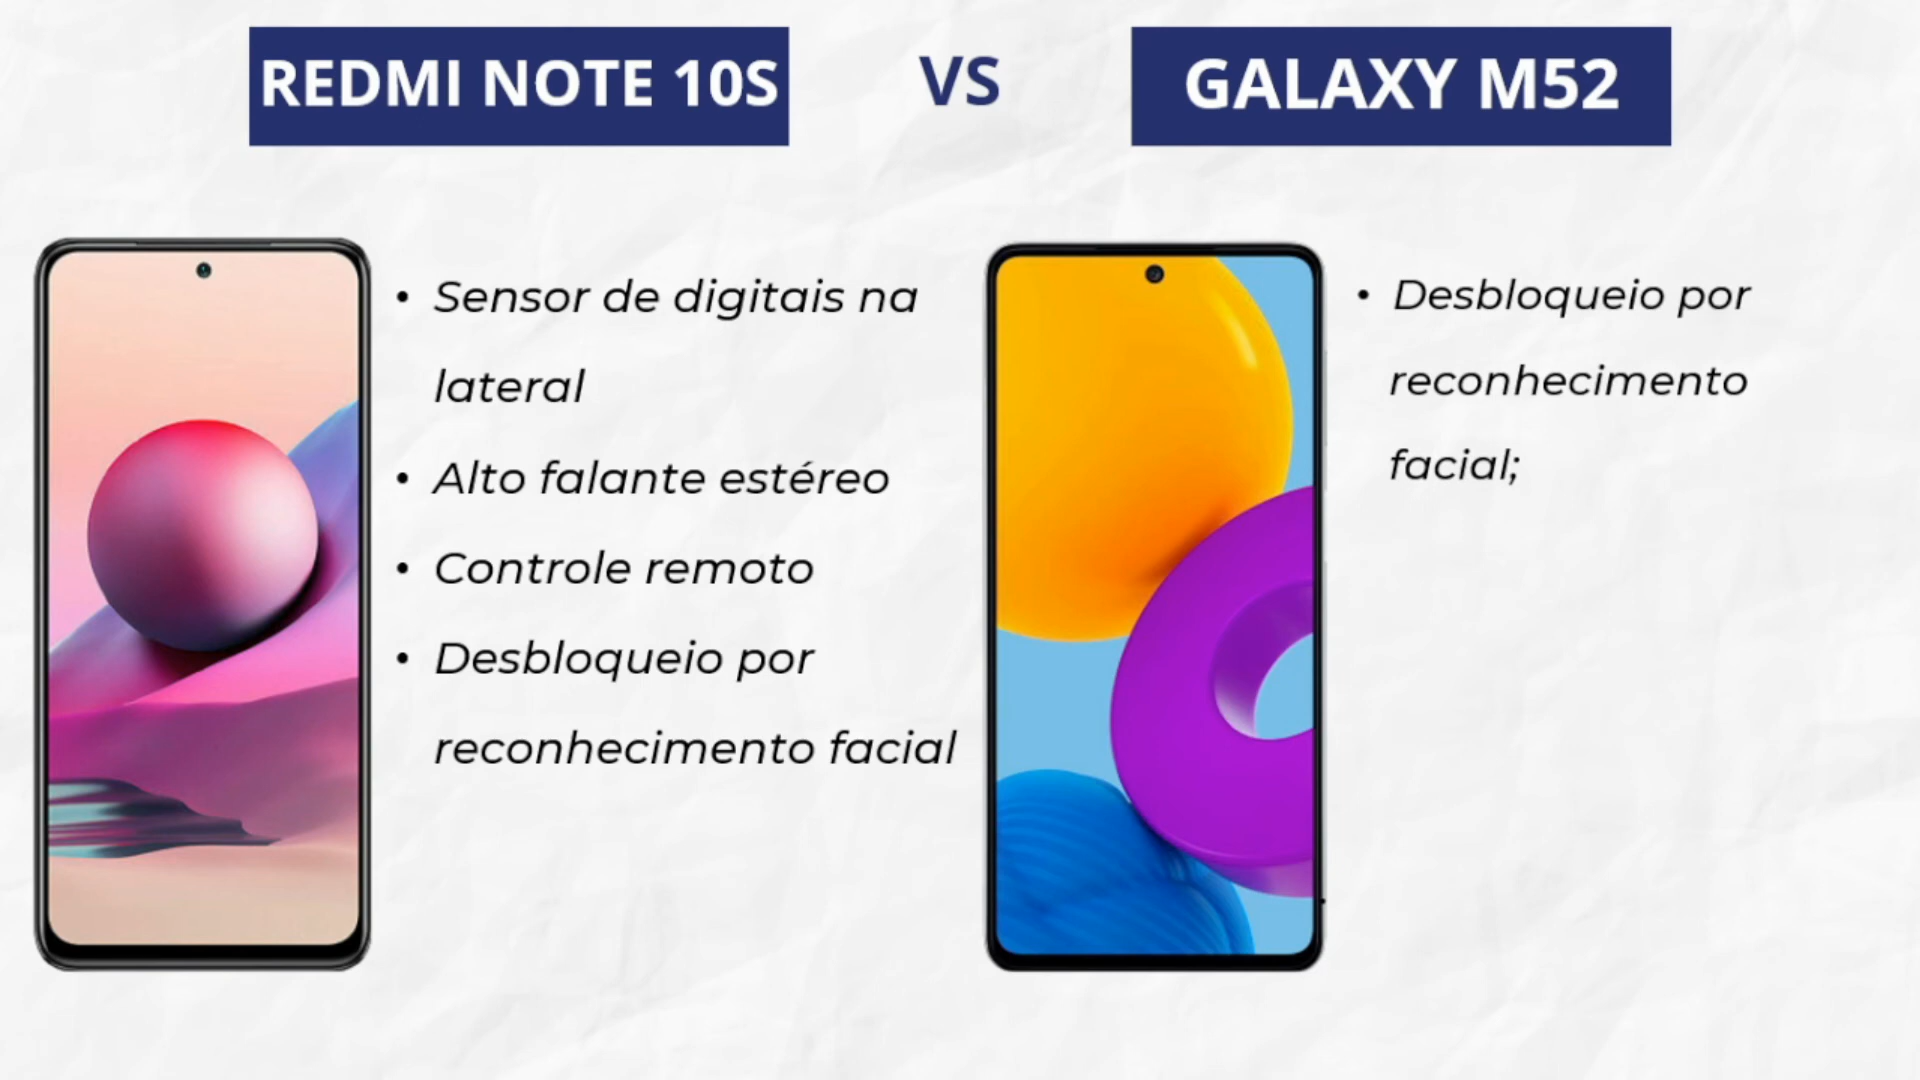 REDMI NOTE 10S
VS
GALAXY M52
• Sensor de digitais na
lateral
• Alto falante estéreo
• Controle remoto
• Desbloqueio por
reconhecimento facial
• Desbloqueio por
reconhecimento
facial;